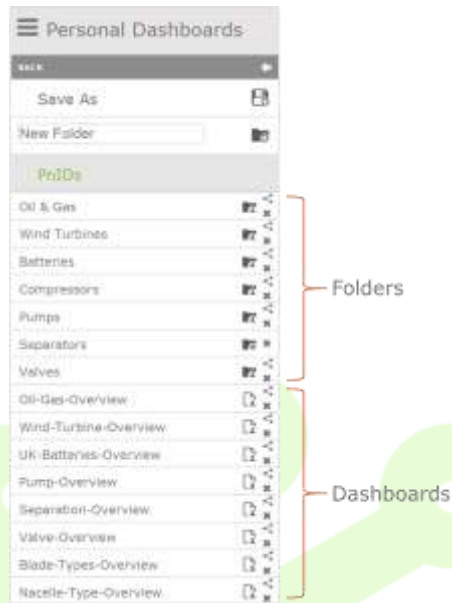 Personal Dashboards
BACK
Save As
New Folder
PnIDs
Oil & Gas
Wind Turbines
Batteries
Compressors
Pumps
Separators
Valves
Folders
Oil-Gas-Overview
Wind-Turbine-Overview
UK-Batteries-Overview
Pump-Overview
Separation-Overview
Valve-Overview
Blade-Types-Overview
Nacelle-Type-Overview
Dashboards